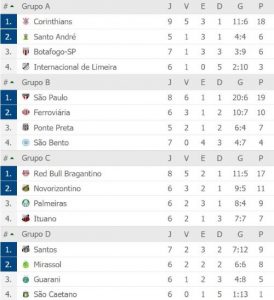 # Grupo A J V E D G P
1. Corinthians 9 5 3 1 11:6 18
2. Santo André 5 1 3 1 4:4 6
3. Botafogo-SP 7 1 3 3 3:9 6
4. Internacional de Limeira 6 1 0 5 2:10 3
# Grupo B J V E D G P
1. São Paulo 8 6 1 1 20:6 19
2. Ferroviária 6 3 1 2 10:7 10
3. Ponte Preta 5 2 1 2 6:4 7
4. São Bento 7 0 4 3 4:7 4
# Grupo C J V E D G P
1. Red Bull Bragantino 8 5 2 1 11:5 17
2. Novorizontino 6 3 2 1 9:3 11
3. Palmeiras 6 2 3 1 8:4 9
4. Ituano 6 2 1 3 7:7 7
# Grupo D J V E D G P
1. Santos 7 2 3 2 7:12 9
2. Mirassol 6 2 2 2 6:6 8
3. Guarani 6 1 2 3 4:8 5
4. São Caetano 6 0 1 5 5:13 1